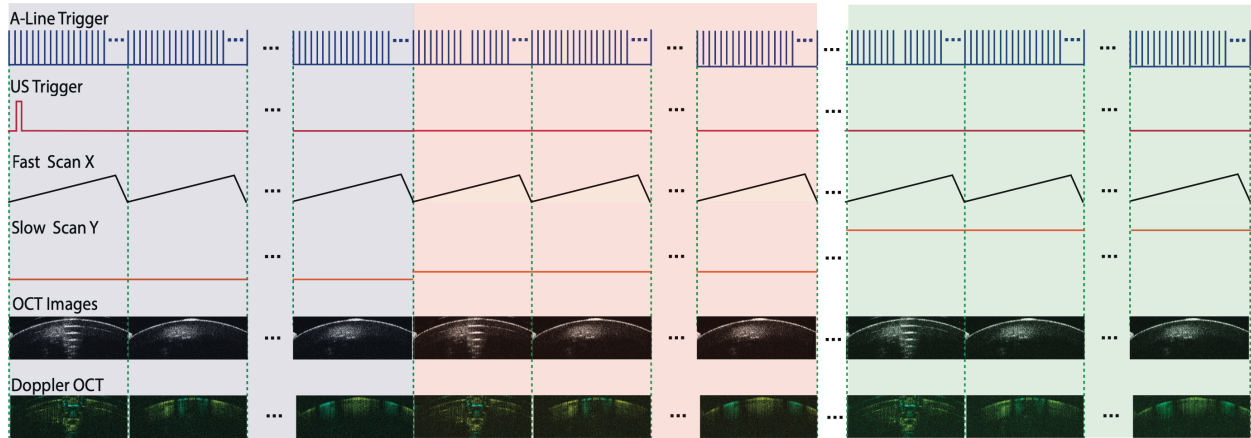 A-Line Trigger
US Trigger
Fast Scan X
Slow Scan Y
OCT Images
Doppler OCT